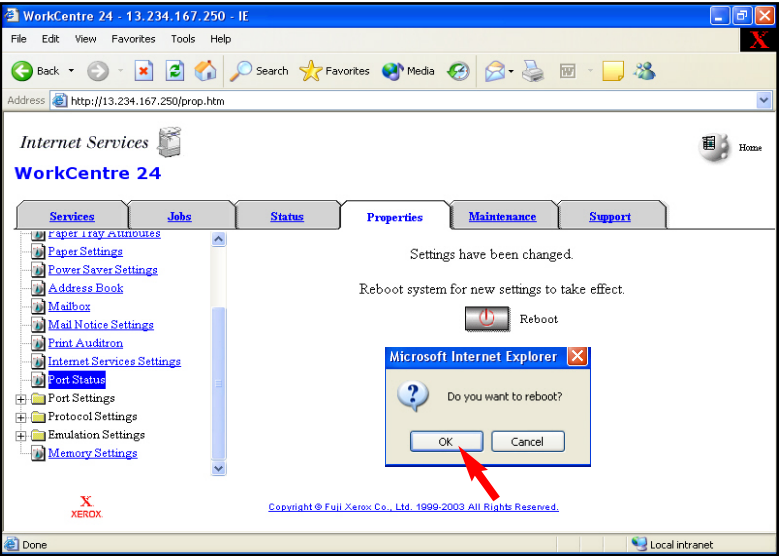 WorkCentre 24 - 13.234.167.250 - IE
File Edit View Favorites Tools Help
X
Back Search Favorites Media W
Address http://13.234.167.250/prop.htm
Internet Services
Home
WorkCentre 24
Services Jobs Status Properties Maintenance Support
Paper Tray Attributes
Paper Settings
Power Saver Settings
Address Book
Mailbox
Mail Notice Settings
Print Auditron
Internet Services Settings
Port Status
Port Settings
Protocol Settings
Emulation Settings
Memory Settings
Settings have been changed.
Reboot system for new settings to take effect.
Reboot
Microsoft Internet Explorer
Do you want to reboot?
OK Cancel
X
XEROX.
Copyright © Fuji Xerox Co., Ltd. 1999-2003 All Rights Reserved.
Done Local intranet